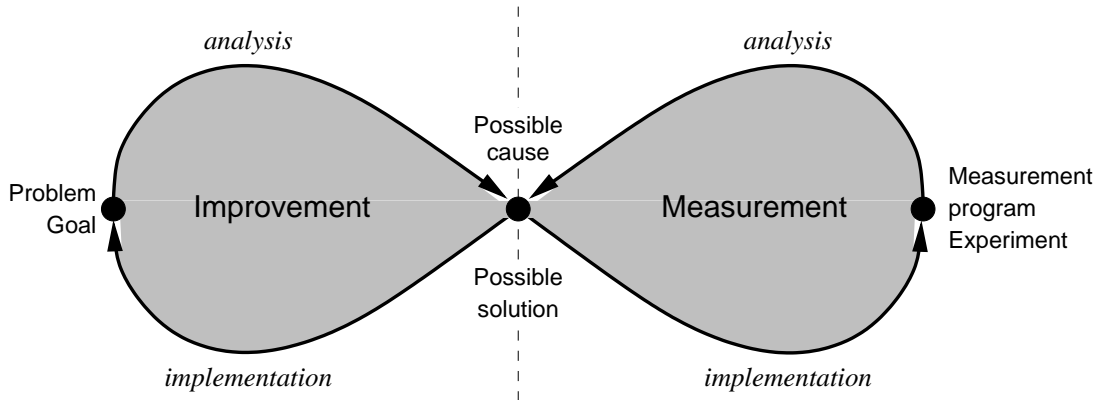 analysis
analysis
Possible
cause
Problem
Goal
Improvement
Measurement
Measurement
program
Experiment
Possible
solution
implementation
implementation